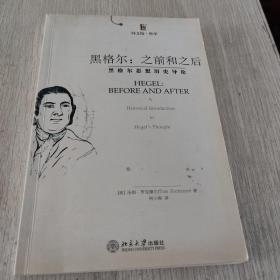 黑格尔：之前和之后
黑格尔思想历史导论
HEGEL:
BEFORE AND AFTER
A
Historical Introduction
to
Hegel's Thought
北京大学出版社